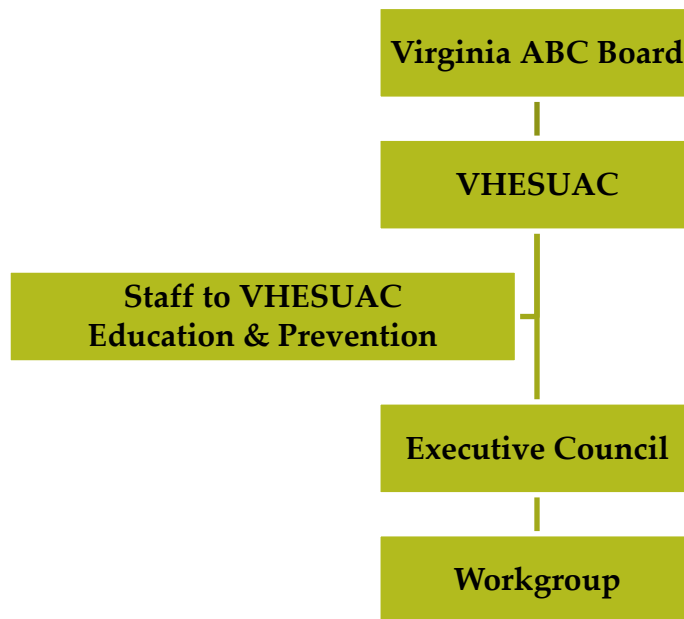 Virginia ABC Board
VHESUAC
Staff to VHESUAC
Education & Prevention
Executive Council
Workgroup